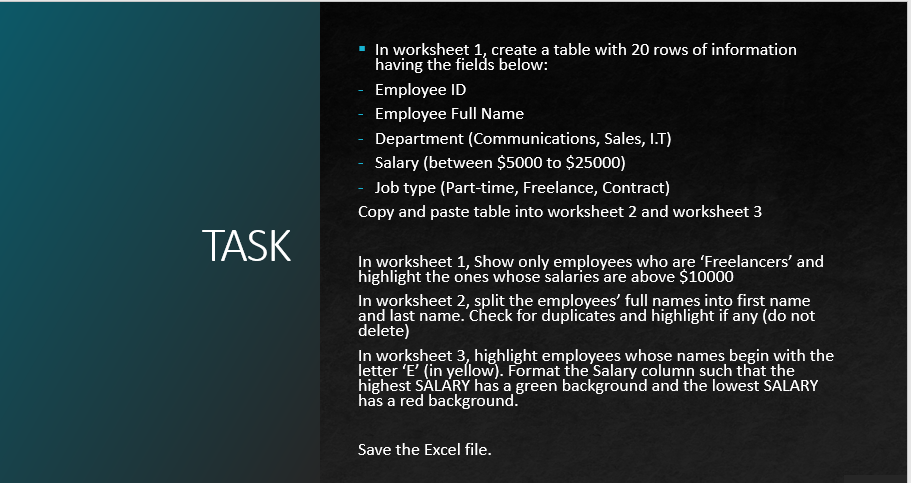 TASK
▪ In worksheet 1, create a table with 20 rows of information
having the fields below:
- Employee ID
- Employee Full Name
- Department (Communications, Sales, I.T)
- Salary (between $5000 to $25000)
- Job type (Part-time, Freelance, Contract)
Copy and paste table into worksheet 2 and worksheet 3
In worksheet 1, Show only employees who are ‘Freelancers’ and
highlight the ones whose salaries are above $10000
In worksheet 2, split the employees’ full names into first name
and last name. Check for duplicates and highlight if any (do not
delete)
In worksheet 3, highlight employees whose names begin with the
letter ‘E’ (in yellow). Format the Salary column such that the
highest SALARY has a green background and the lowest SALARY
has a red background.
Save the Excel file.